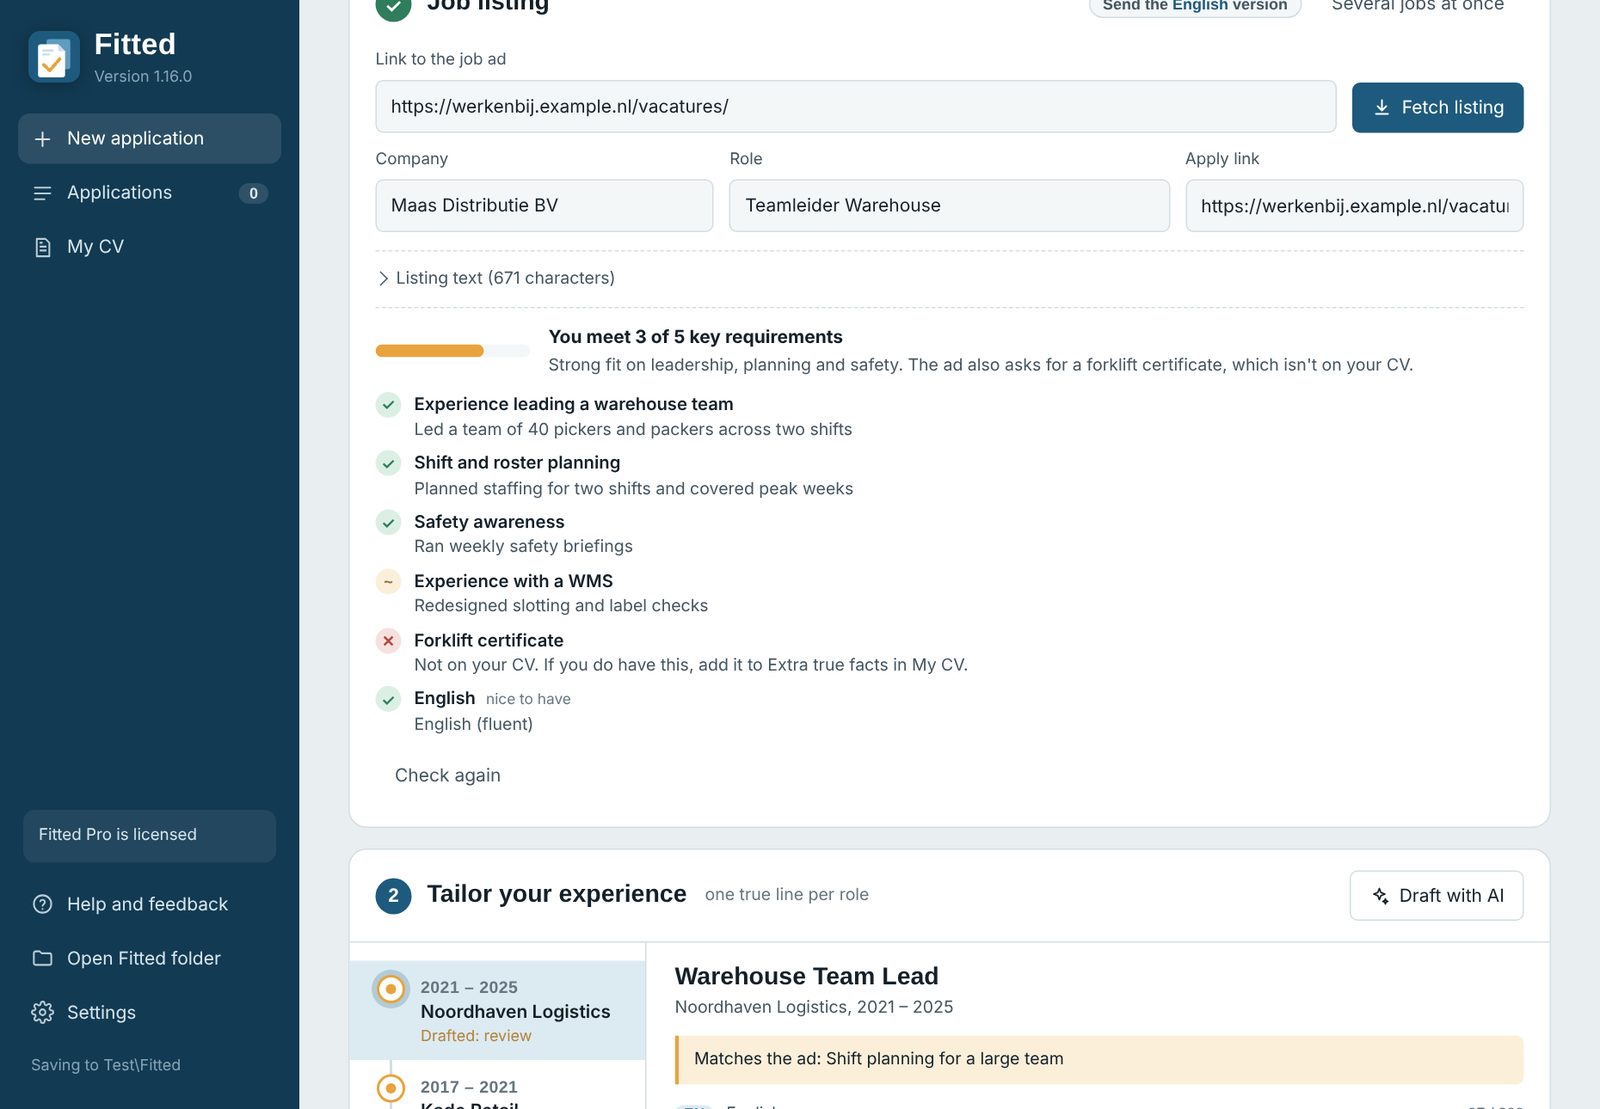 Fitted
Version 1.16.0
New application
Applications 0
My CV
Fitted Pro is licensed
Help and feedback
Open Fitted folder
Settings
Saving to Test\Fitted
Job listing
Send the English version
Several jobs at once
Link to the job ad
https://werkenbij.example.nl/vacatures/
Fetch listing
Company
Role
Apply link
Maas Distributie BV
Teamleider Warehouse
https://werkenbij.example.nl/vacatu
Listing text (671 characters)
You meet 3 of 5 key requirements
Strong fit on leadership, planning and safety. The ad also asks for a forklift certificate, which isn't on your CV.
Experience leading a warehouse team
Led a team of 40 pickers and packers across two shifts
Shift and roster planning
Planned staffing for two shifts and covered peak weeks
Safety awareness
Ran weekly safety briefings
~ Experience with a WMS
Redesigned slotting and label checks
Forklift certificate
Not on your CV. If you do have this, add it to Extra true facts in My CV.
English nice to have
English (fluent)
Check again
2 Tailor your experience one true line per role
Draft with AI
2021 – 2025
Noordhaven Logistics
Drafted: review
2017 – 2021
Warehouse Team Lead
Noordhaven Logistics, 2021 – 2025
Matches the ad: Shift planning for a large team